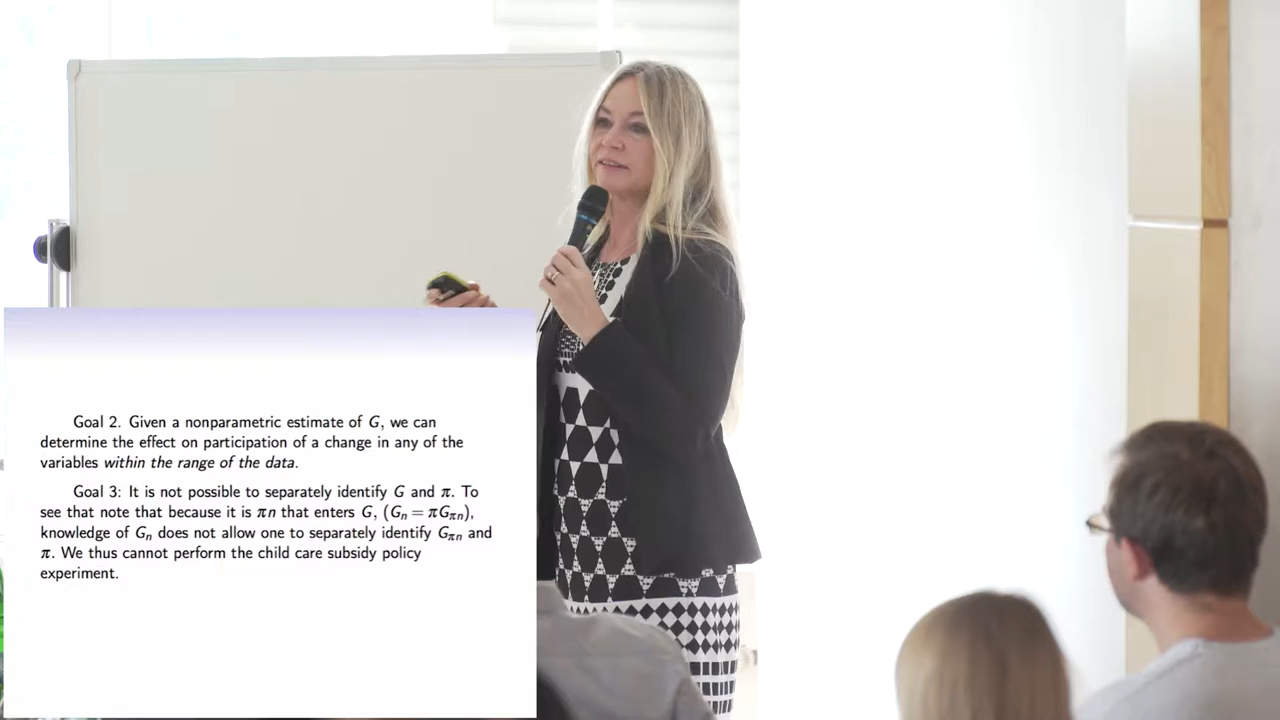 Goal 2. Given a nonparametric estimate of G, we can
determine the effect on participation of a change in any of the
variables within the range of the data.
Goal 3: It is not possible to separately identify G and π. To
see that note that because it is πn that enters G, (Gₙ = πG_πn),
knowledge of Gₙ does not allow one to separately identify G_πn and
π. We thus cannot perform the child care subsidy policy
experiment.